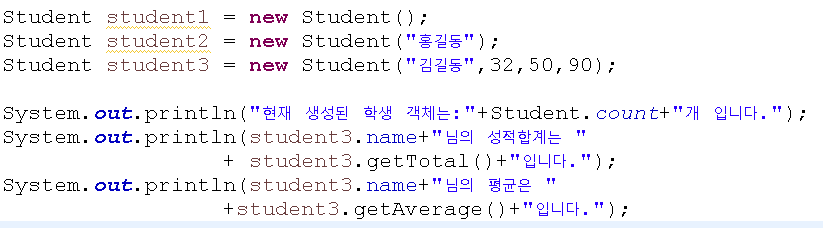 Student student1 = new Student();
Student student2 = new Student("홍길동");
Student student3 = new Student("김길동",32,50,90);
System.out.println("현재 생성된 학생 객체는:"+Student.count+"개 입니다.");
System.out.println(student3.name+"님의 성적합계는 "
+ student3.getTotal()+"입니다.");
System.out.println(student3.name+"님의 평균은 "
+student3.getAverage()+"입니다.");